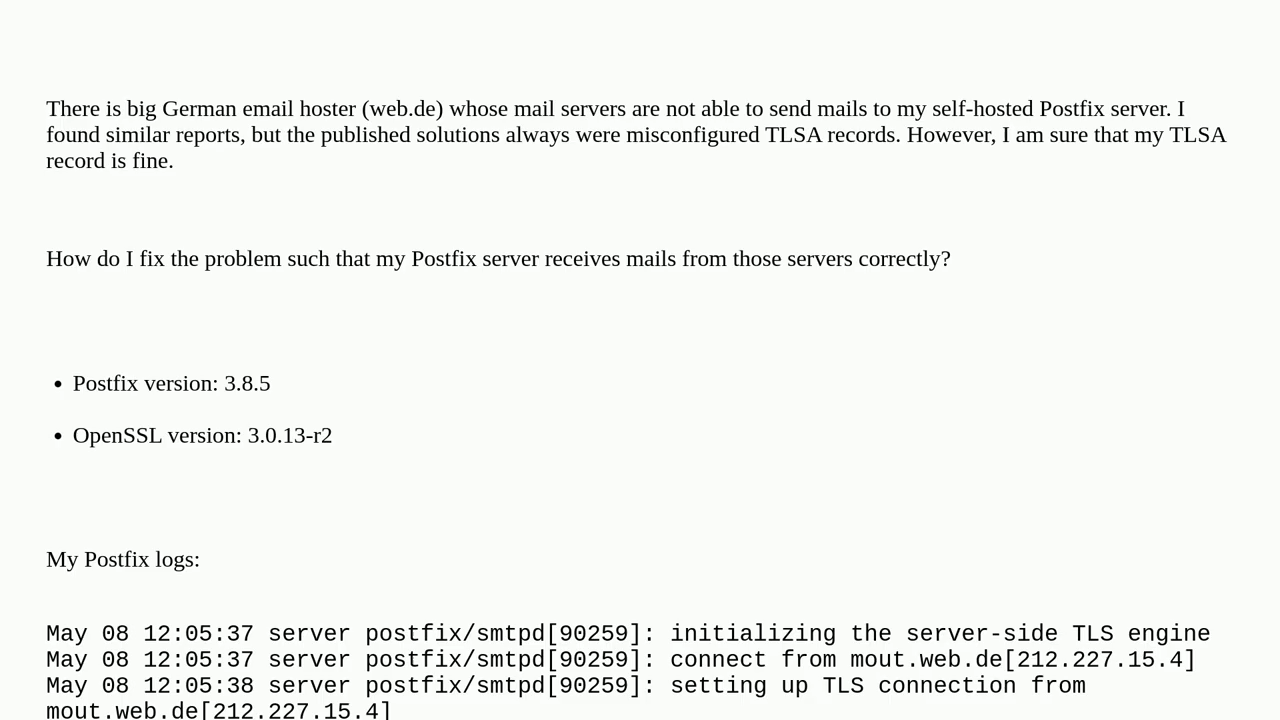 There is big German email hoster (web.de) whose mail servers are not able to send mails to my self-hosted Postfix server. I
found similar reports, but the published solutions always were misconfigured TLSA records. However, I am sure that my TLSA
record is fine.
How do I fix the problem such that my Postfix server receives mails from those servers correctly?
• Postfix version: 3.8.5
• OpenSSL version: 3.0.13-r2
My Postfix logs:
May 08 12:05:37 server postfix/smtpd[90259]: initializing the server-side TLS engine
May 08 12:05:37 server postfix/smtpd[90259]: connect from mout.web.de[212.227.15.4]
May 08 12:05:38 server postfix/smtpd[90259]: setting up TLS connection from
mout.web.de[212.227.15.4]